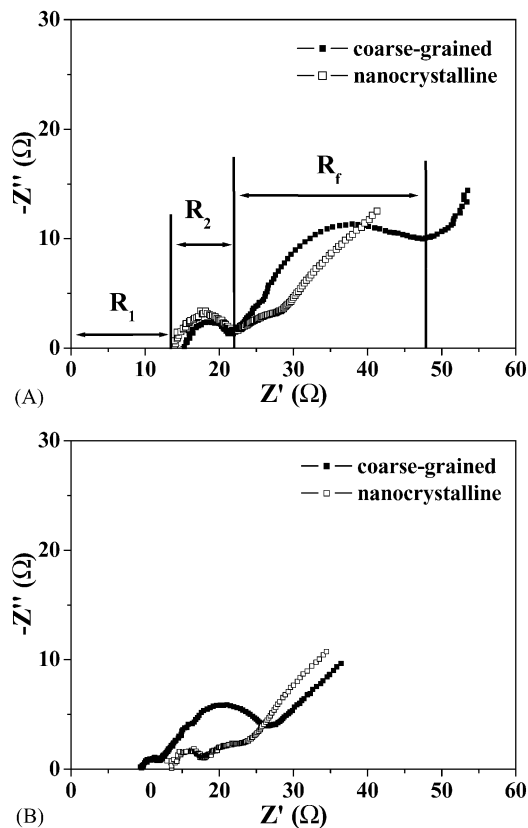 30
coarse-grained
nanocrystalline
20
-Z'' (Ω)
R_f
R_2
10
R_1
0
0 10 20 30 40 50 60
(A)
Z' (Ω)
30
coarse-grained
nanocrystalline
20
-Z'' (Ω)
10
0
0 10 20 30 40 50 60
(B)
Z' (Ω)